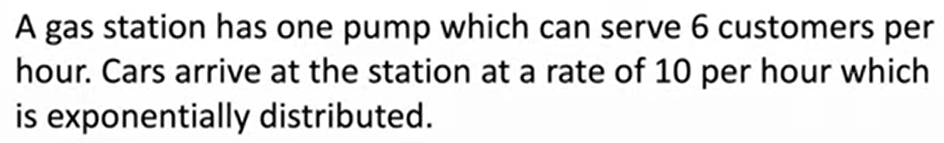 A gas station has one pump which can serve 6 customers per
hour. Cars arrive at the station at a rate of 10 per hour which
is exponentially distributed.